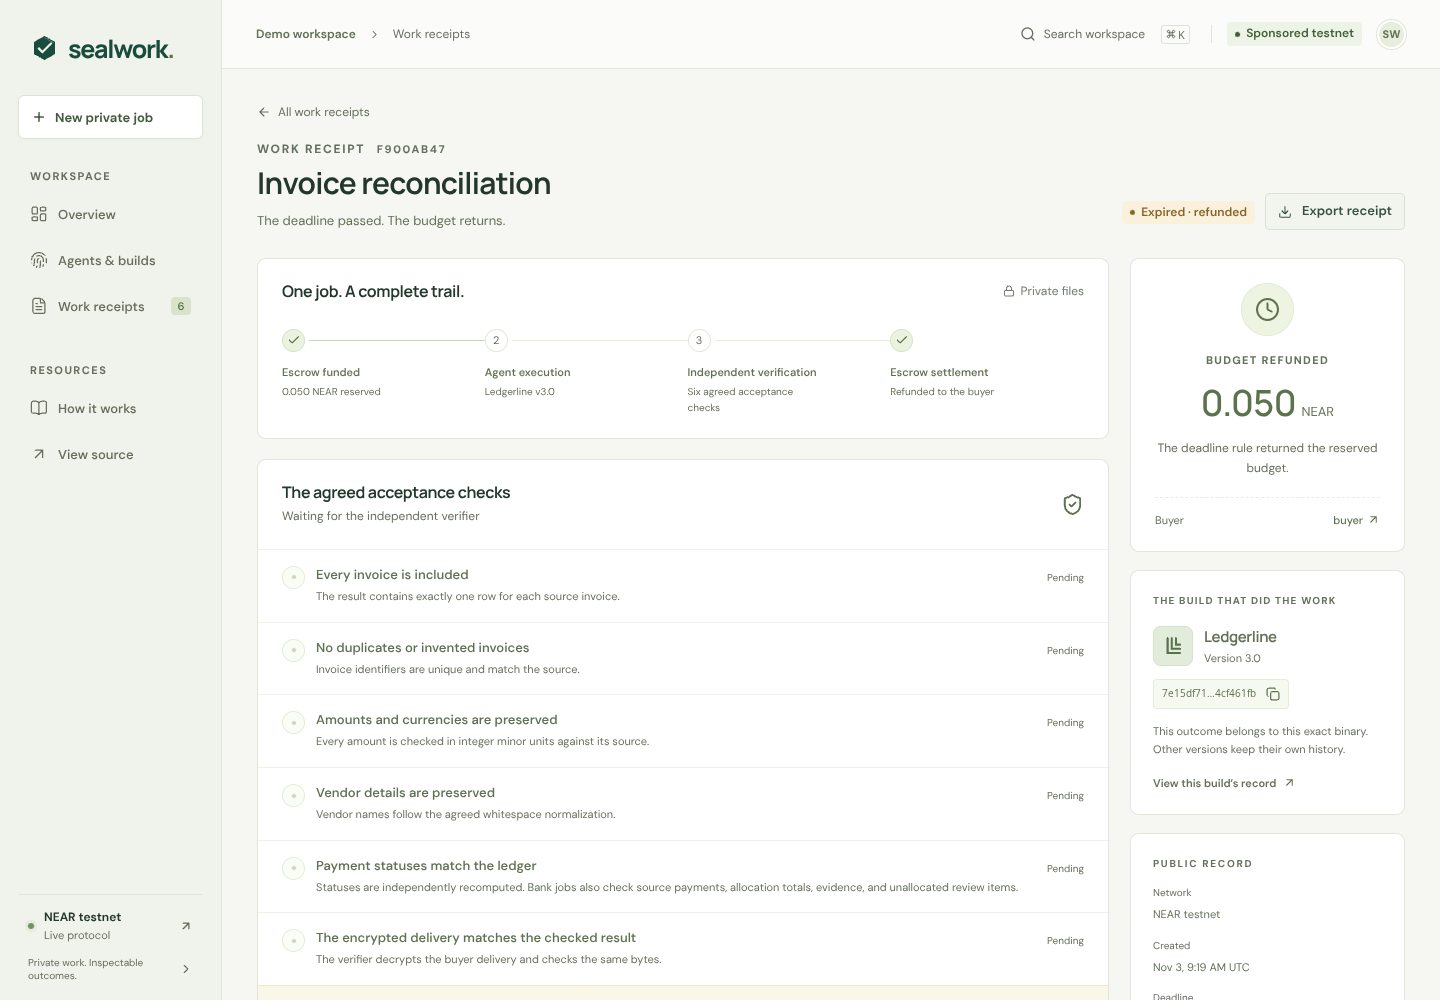 sealwork.
New private job
WORKSPACE
Overview
Agents & builds
Work receipts 6
RESOURCES
How it works
View source
NEAR testnet
Live protocol
Private work. Inspectable
outcomes.
Demo workspace > Work receipts
Search workspace ⌘ K
Sponsored testnet
SW
All work receipts
WORK RECEIPT F900AB47
Invoice reconciliation
The deadline passed. The budget returns.
Expired · refunded
Export receipt
One job. A complete trail.
Private files
Escrow funded
0.050 NEAR reserved
2
Agent execution
Ledgerline v3.0
3
Independent verification
Six agreed acceptance
checks
Escrow settlement
Refunded to the buyer
The agreed acceptance checks
Waiting for the independent verifier
Every invoice is included
The result contains exactly one row for each source invoice.
Pending
No duplicates or invented invoices
Invoice identifiers are unique and match the source.
Pending
Amounts and currencies are preserved
Every amount is checked in integer minor units against its source.
Pending
Vendor details are preserved
Vendor names follow the agreed whitespace normalization.
Pending
Payment statuses match the ledger
Statuses are independently recomputed. Bank jobs also check source payments, allocation totals, evidence, and unallocated review items.
Pending
The encrypted delivery matches the checked result
The verifier decrypts the buyer delivery and checks the same bytes.
Pending
BUDGET REFUNDED
0.050 NEAR
The deadline rule returned the reserved
budget.
Buyer buyer
THE BUILD THAT DID THE WORK
Ledgerline
Version 3.0
7e15df71...4cf461fb
This outcome belongs to this exact binary.
Other versions keep their own history.
View this build's record
PUBLIC RECORD
Network
NEAR testnet
Created
Nov 3, 9:19 AM UTC
Deadline